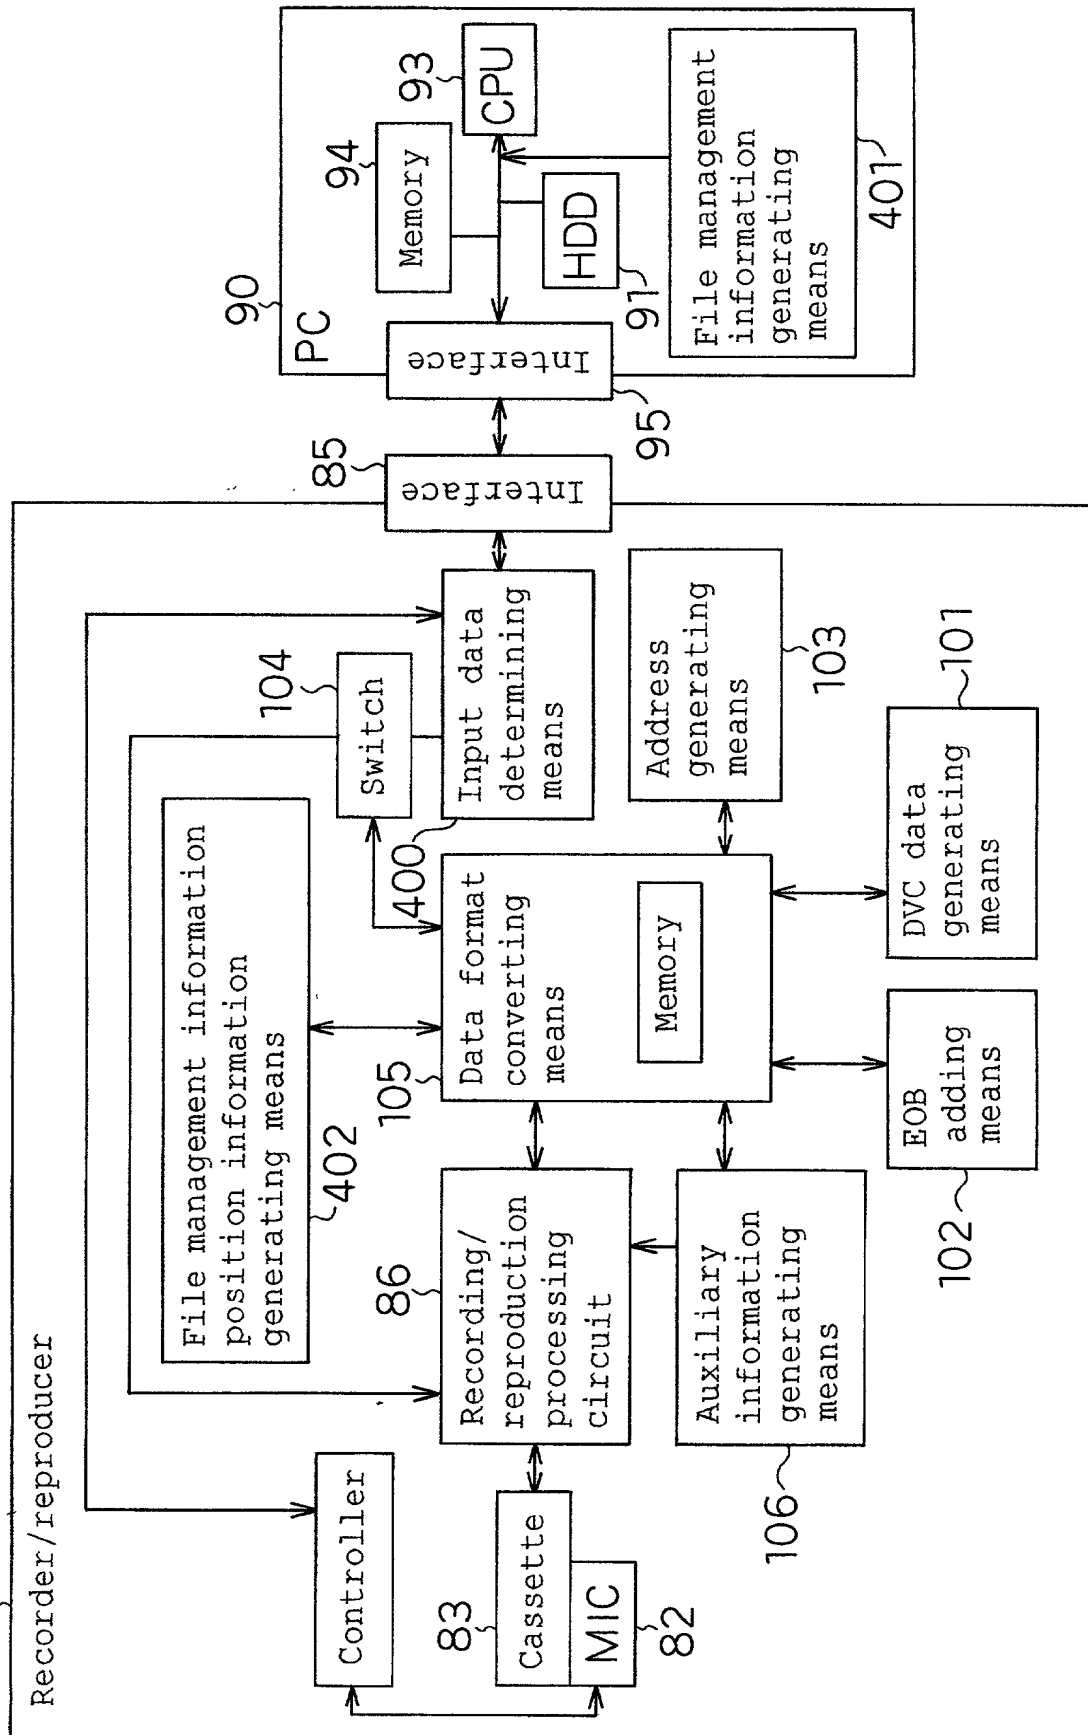 Recorder/reproducer
Controller
83
Cassette
MIC
82
File management information
position information
generating means
402
86
Recording/
reproduction
processing
circuit
Auxiliary
information
generating
means
106
105
Data format
converting
means
Memory
EOB
adding
means
102
DVC data
generating
means
101
Address
generating
means
103
104
Switch
400
Input data
determining
means
85
Interface
90
PC
Interface
95
94
Memory
93
CPU
HDD
91
File management
information
generating
means
401